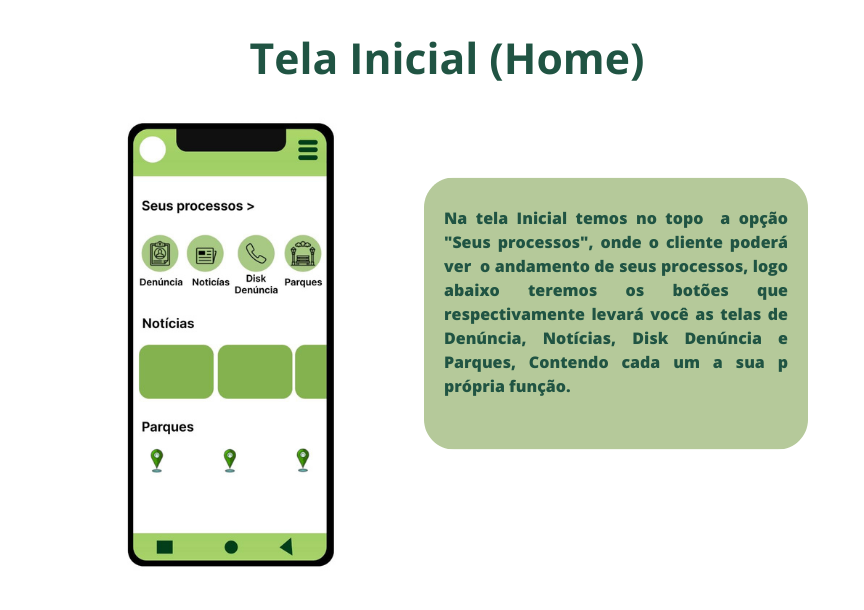 Tela Inicial (Home)
Seus processos >
Denúncia
Notícias
Disk
Denúncia
Parques
Notícias
Parques
Na tela Inicial temos no topo a opção
"Seus processos", onde o cliente poderá
ver o andamento de seus processos, logo
abaixo teremos os botões que
respectivamente levará você as telas de
Denúncia, Notícias, Disk Denúncia e
Parques, Contendo cada um a sua p
própria função.